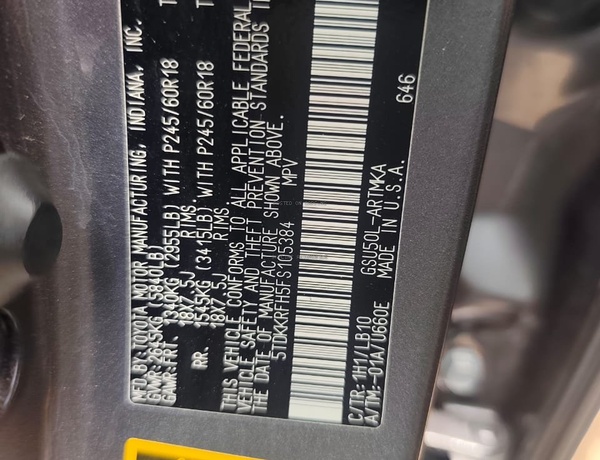 MFD BY: TOYOTA MOTOR MANUFACTURING, INDIANA, INC.
GVWR: 2645KG (5840LB)
GAWR: FRT. 1340KG (2955LB) WITH P245/60R18
18X7.5J RIMS.
RR. 1545KG (3415LB) WITH P245/60R18
18X7.5J RIMS.
THIS VEHICLE CONFORMS TO ALL APPLICABLE FEDERAL
VEHICLE SAFETY AND THEFT PREVENTION STANDARDS
THE DATE OF MANUFACTURE SHOWN ABOVE.
5TDKKRFH5FS105384 MPV
C/TR: 1H1/LB10 GSU50L-ARTMKA
A/TM: -01A/U660E MADE IN U.S.A. 646